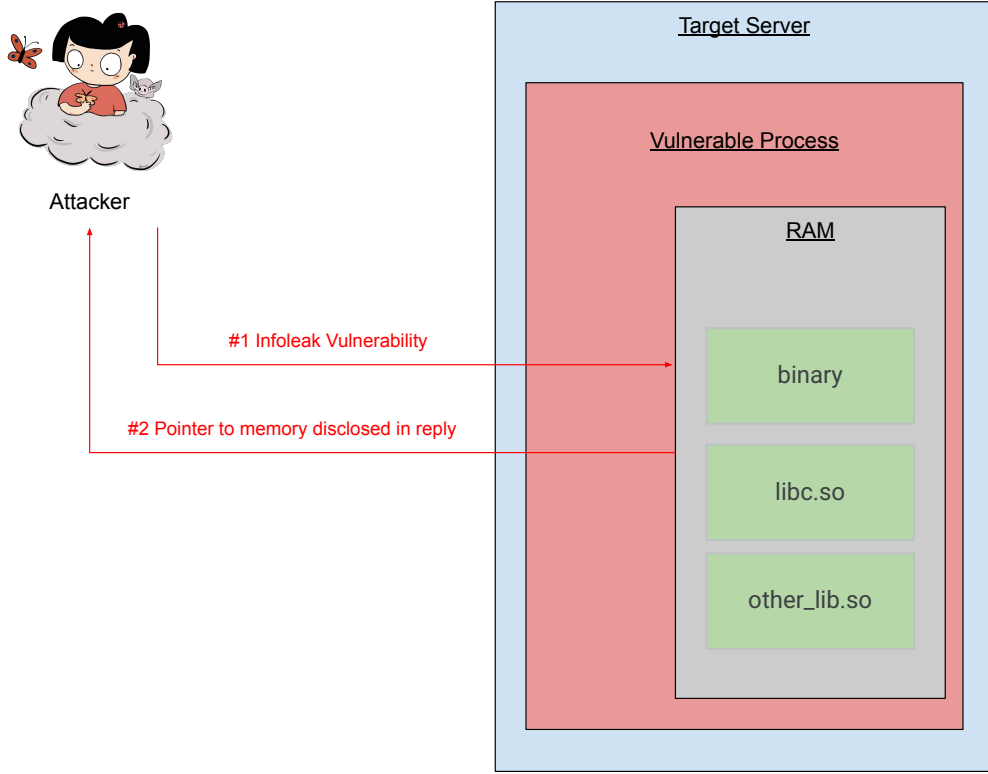 Target Server
Vulnerable Process
Attacker
RAM
#1 Infoleak Vulnerability
binary
#2 Pointer to memory disclosed in reply
libc.so
other_lib.so